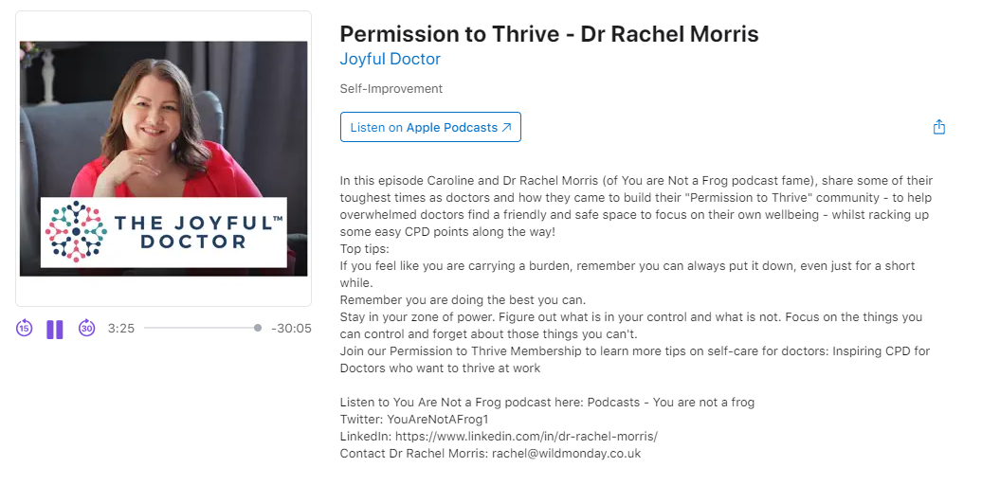 Permission to Thrive - Dr Rachel Morris
Joyful Doctor
Self-Improvement
Listen on Apple Podcasts ↗
THE JOYFUL™
DOCTOR
15
30
3:25
-30:05
In this episode Caroline and Dr Rachel Morris (of You are Not a Frog podcast fame), share some of their
toughest times as doctors and how they came to build their "Permission to Thrive" community - to help
overwhelmed doctors find a friendly and safe space to focus on their own wellbeing - whilst racking up
some easy CPD points along the way!
Top tips:
If you feel like you are carrying a burden, remember you can always put it down, even just for a short
while.
Remember you are doing the best you can.
Stay in your zone of power. Figure out what is in your control and what is not. Focus on the things you
can control and forget about those things you can't.
Join our Permission to Thrive Membership to learn more tips on self-care for doctors: Inspiring CPD for
Doctors who want to thrive at work
Listen to You Are Not a Frog podcast here: Podcasts - You are not a frog
Twitter: YouAreNotAFrog1
LinkedIn: https://www.linkedin.com/in/dr-rachel-morris/
Contact Dr Rachel Morris: rachel@wildmonday.co.uk